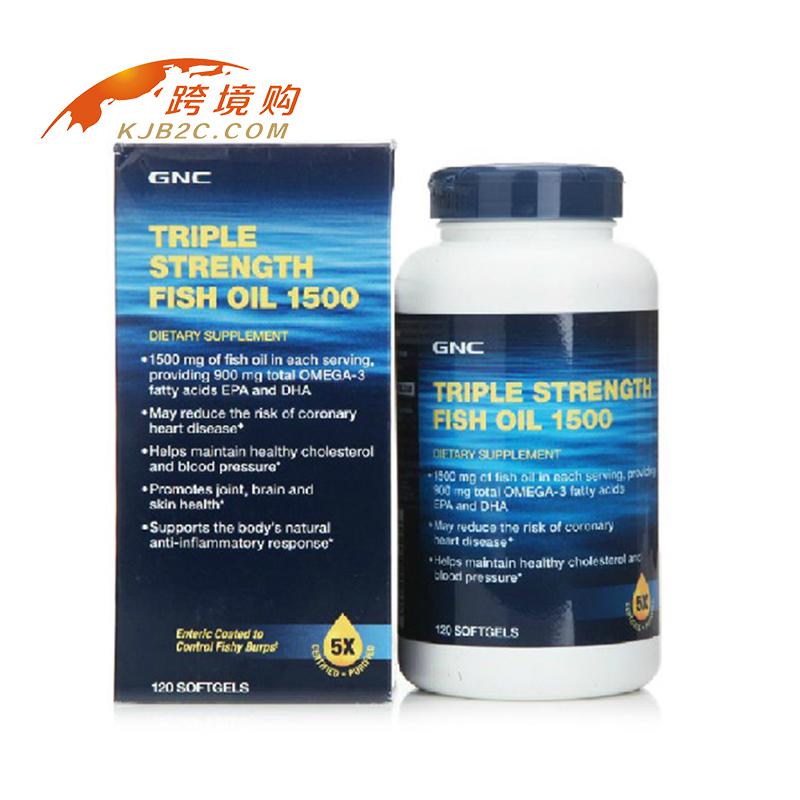 跨境购
KJB2C.COM
GNC
TRIPLE
STRENGTH
FISH OIL 1500
DIETARY SUPPLEMENT
•1500 mg of fish oil in each serving,
providing 900 mg total OMEGA-3
fatty acids EPA and DHA
•May reduce the risk of coronary
heart disease⁺
•Helps maintain healthy cholesterol
and blood pressure*
•Promotes joint, brain and
skin health*
•Supports the body's natural
anti-inflammatory response*
Enteric Coated to
Control Fishy Burps!
5X
CERTIFIED • PURIFIED
120 SOFTGELS
GNC
TRIPLE STRENGTH
FISH OIL 1500
DIETARY SUPPLEMENT
•1500 mg of fish oil in each serving, providing
900 mg total OMEGA-3 fatty acids
EPA and DHA
•May reduce the risk of coronary
heart disease⁺
•Helps maintain healthy cholesterol and
blood pressure*
5X
120 SOFTGELS